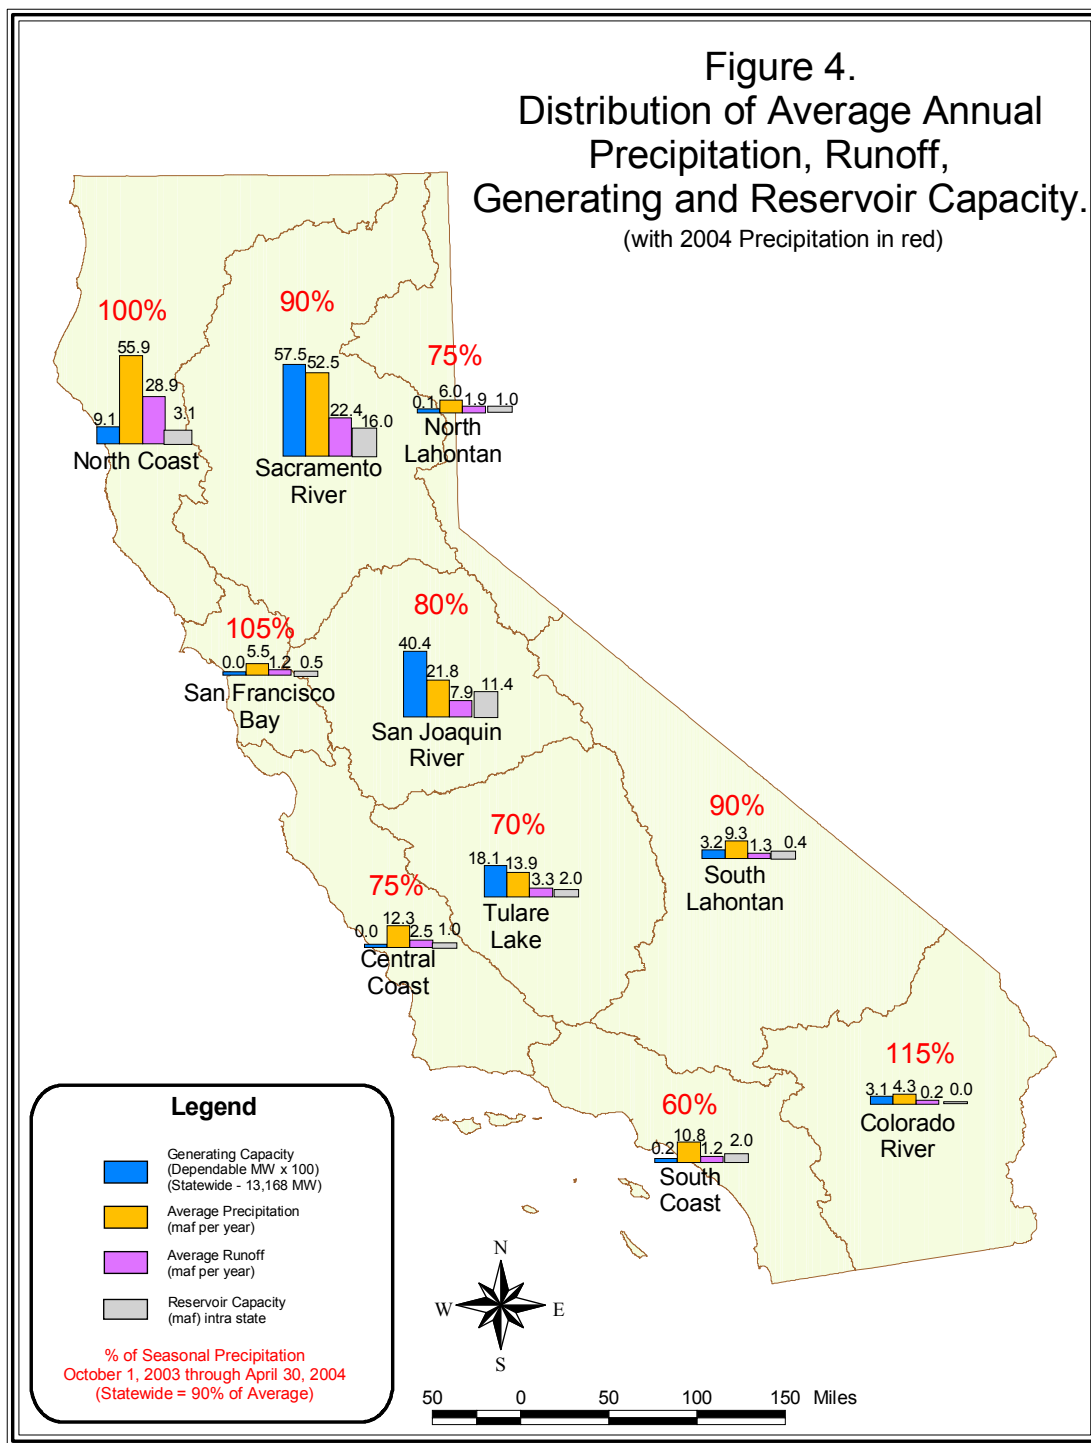 Figure 4.
Distribution of Average Annual
Precipitation, Runoff,
Generating and Reservoir Capacity.
(with 2004 Precipitation in red)
100%
55.9
28.9
9.1
3.1
North Coast
90%
57.5
52.5
22.4
16.0
Sacramento
River
75%
0.1
6.0
1.9
1.0
North
Lahontan
105%
0.0
5.5
1.2
0.5
San Francisco
Bay
80%
40.4
21.8
7.9
11.4
San Joaquin
River
70%
18.1
13.9
3.3
2.0
Tulare
Lake
90%
3.2
9.3
1.3
0.4
South
Lahontan
75%
0.0
12.3
2.5
1.0
Central
Coast
115%
3.1
4.3
0.2
0.0
Colorado
River
60%
0.2
10.8
1.2
2.0
South
Coast
Legend
Generating Capacity
(Dependable MW x 100)
(Statewide - 13,168 MW)
Average Precipitation
(maf per year)
Average Runoff
(maf per year)
Reservoir Capacity
(maf) intra state
% of Seasonal Precipitation
October 1, 2003 through April 30, 2004
(Statewide = 90% of Average)
N
W
E
S
50 0 50 100 150 Miles